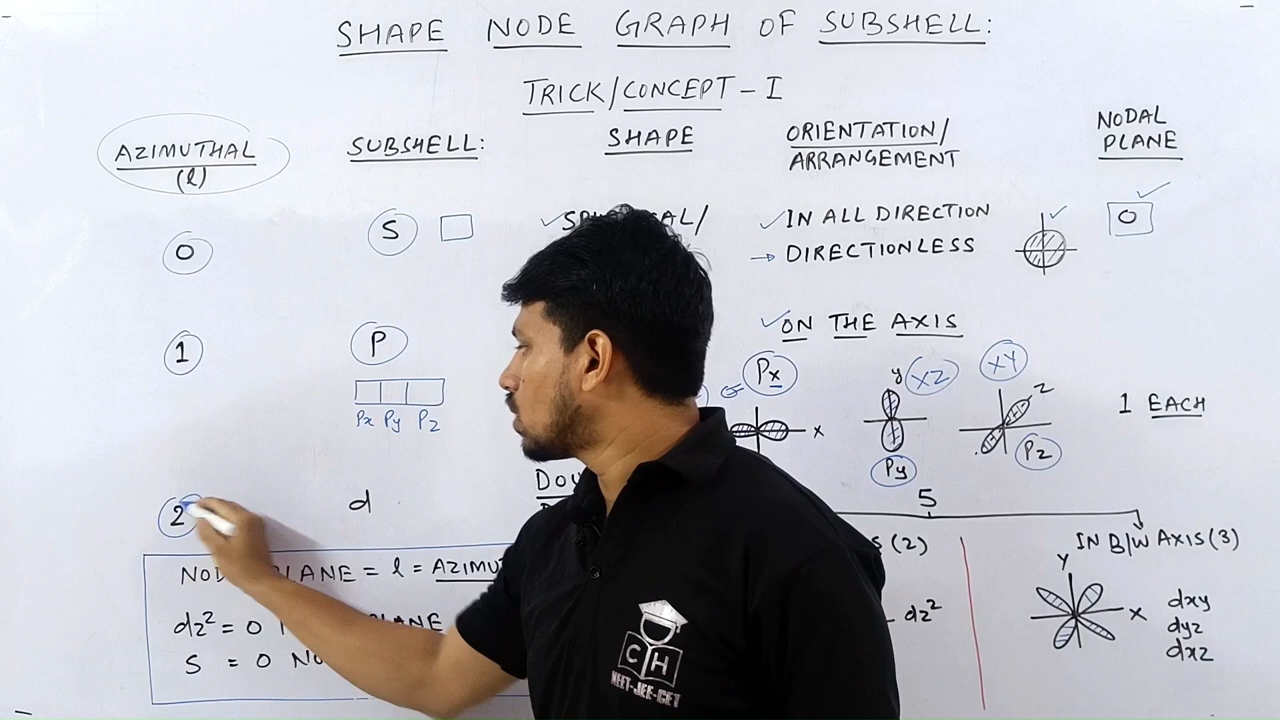 SHAPE NODE GRAPH OF SUBSHELL:
TRICK/CONCEPT-I
AZIMUTHAL
(l)
SUBSHELL:
SHAPE
ORIENTATION/
ARRANGEMENT
NODAL
PLANE
0
S
IN ALL DIRECTION
→ DIRECTIONLESS
0
1
P
Px Py Pz
ON THE AXIS
Px
x
y
XZ
Py
XY
z
Pz
1 EACH
2
d
5
(2)
dz²
IN B/W AXIS(3)
y
x
dxy
dyz
dxz
PLANE = l =
dz² = 0
S = 0
CH
NEET-JEE-CET